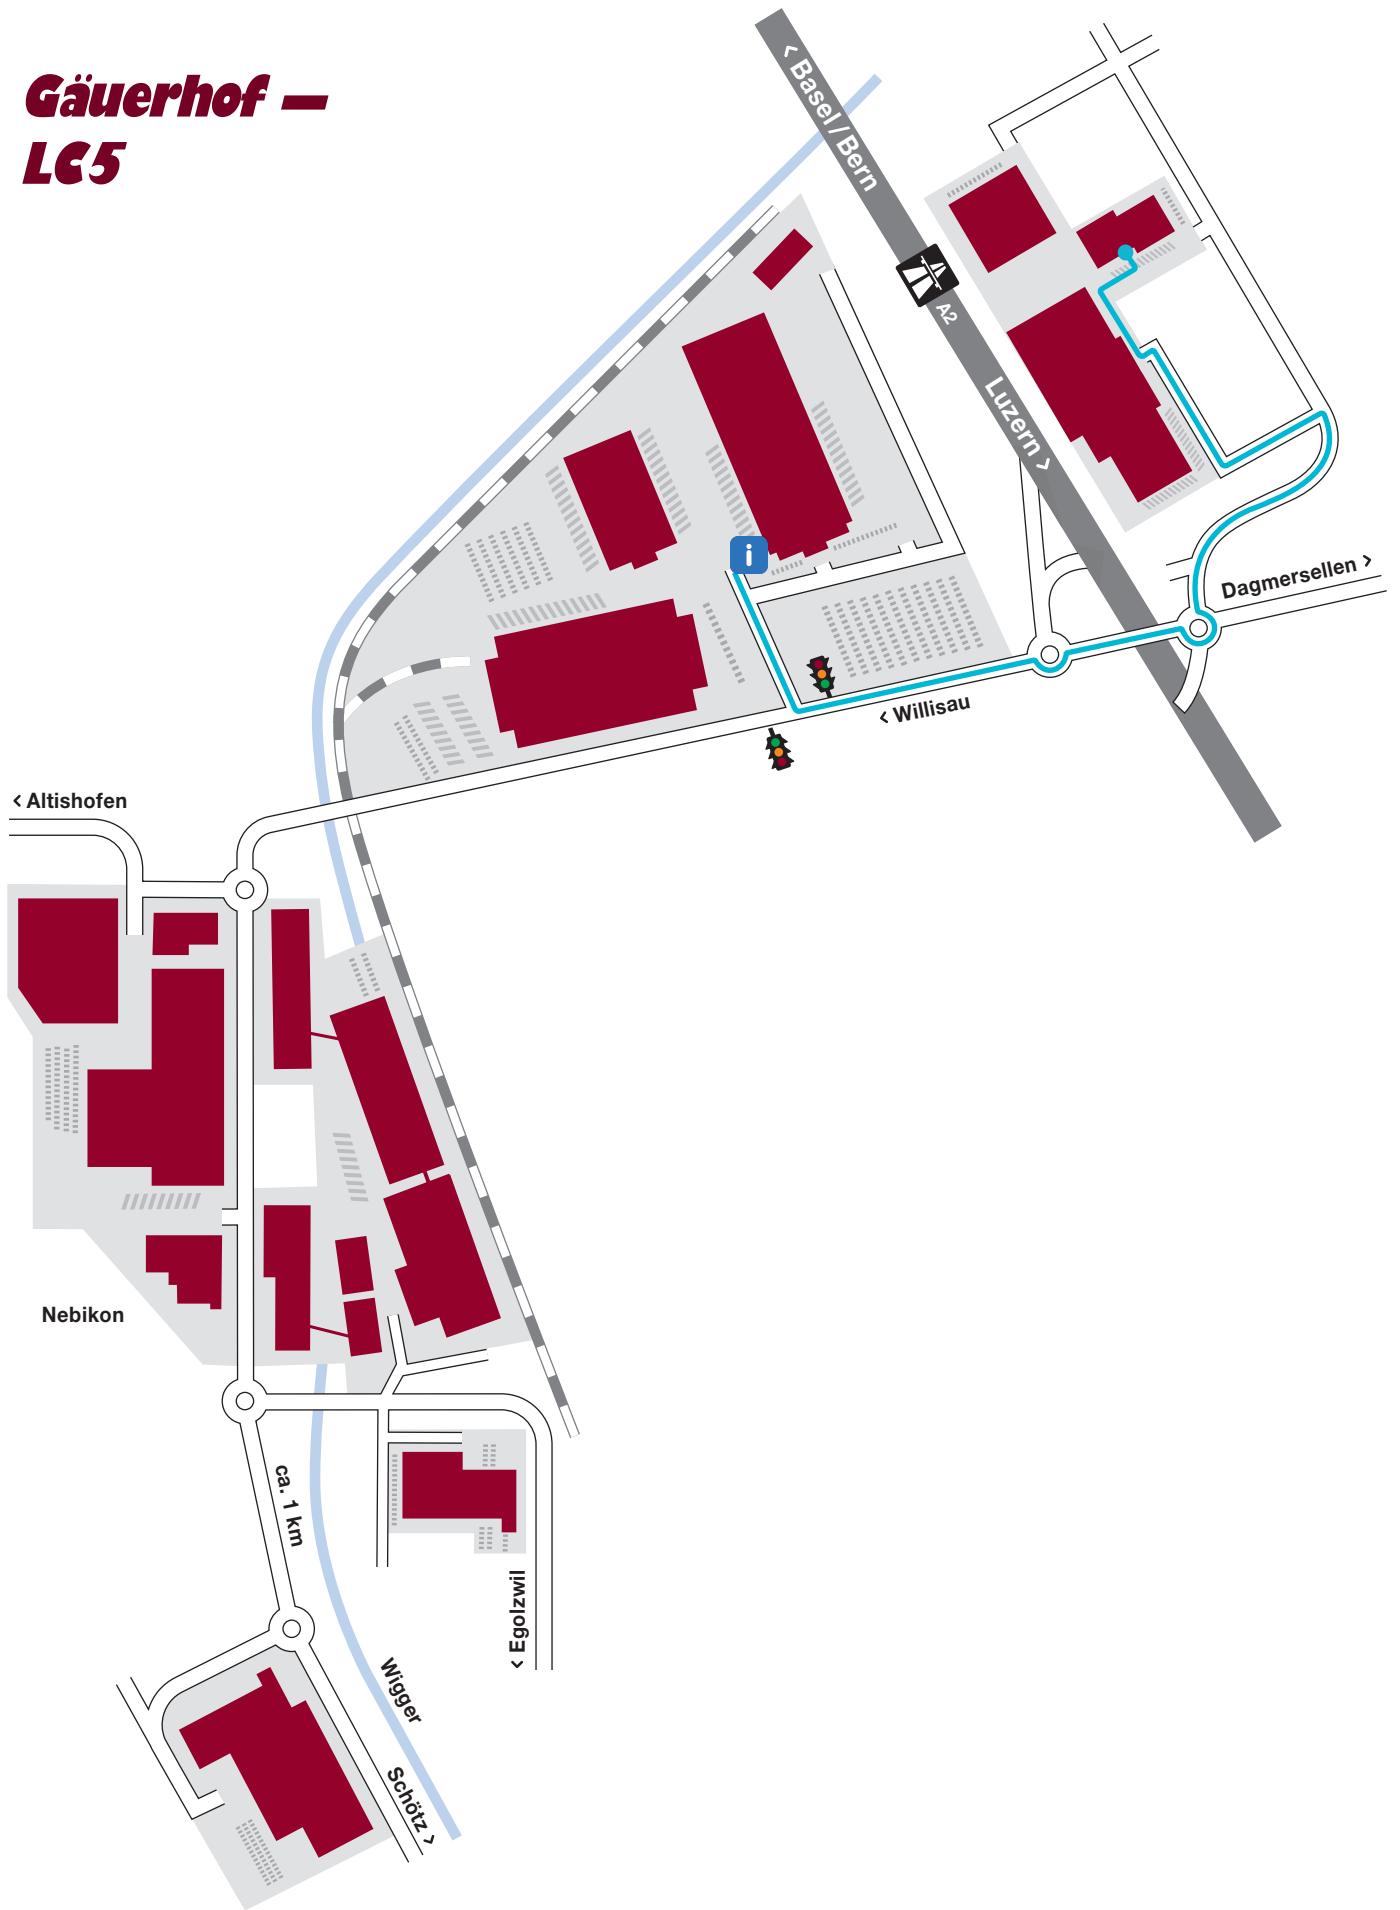 Gäuerhof —
LC5
‹ Basel / Bern
A2
Luzern ›
Dagmersellen ›
i
‹ Willisau
‹ Altishofen
Nebikon
ca. 1 km
‹ Egolzwil
Wigger
Schötz ›